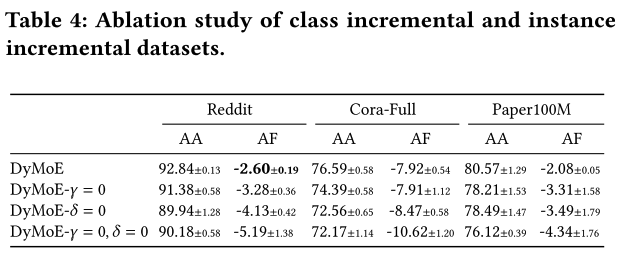 Table 4: Ablation study of class incremental and instance
incremental datasets.
Reddit Cora-Full Paper100M
AA AF AA AF AA AF
DyMoE 92.84±0.13 -2.60±0.19 76.59±0.58 -7.92±0.54 80.57±1.29 -2.08±0.05
DyMoE-γ = 0 91.38±0.58 -3.28±0.36 74.39±0.58 -7.91±1.12 78.21±1.53 -3.31±1.58
DyMoE-δ = 0 89.94±1.28 -4.13±0.42 72.56±0.65 -8.47±0.58 78.49±1.47 -3.49±1.79
DyMoE-γ = 0, δ = 0 90.18±0.58 -5.19±1.38 72.17±1.14 -10.62±1.20 76.12±0.39 -4.34±1.76